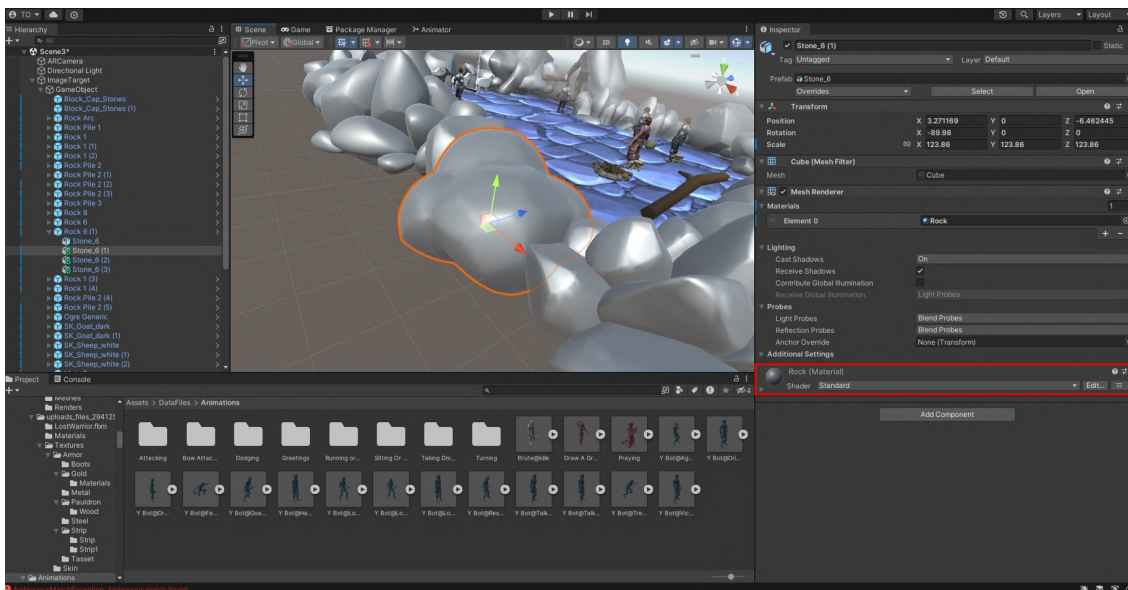 TO
Layers Layout
Hierarchy
Scene Game Package Manager Animator
Inspector
All
Pivot Global
2D
Scene3*
ARCamera
Directional Light
ImageTarget
GameObject
Block_Cap_Stones
Block_Cap_Stones (1)
Rock Arc
Rock Pile 1
Rock 1
Rock 1 (1)
Rock 1 (2)
Rock Pile 2
Rock Pile 2 (1)
Rock Pile 2 (2)
Rock Pile 2 (3)
Rock Pile 3
Rock 8
Rock 6
Rock 6 (1)
Stone_6
Stone_6 (1)
Stone_6 (2)
Stone_6 (3)
Rock 1 (3)
Rock 1 (4)
Rock Pile 2 (4)
Rock Pile 2 (5)
Ogre Generic
SK_Goat_dark
SK_Goat_dark (1)
SK_Sheep_white
SK_Sheep_white (1)
SK_Sheep_white (2)
Stone_6 (1) Static
Tag Untagged Layer Default
Prefab Stone_6
Overrides Select Open
Transform
Position X 3.271169 Y 0 Z -6.462445
Rotation X -89.98 Y 0 Z 0
Scale X 123.86 Y 123.86 Z 123.86
Cube (Mesh Filter)
Mesh Cube
Mesh Renderer
Materials 1
Element 0 Rock
+ −
Lighting
Cast Shadows On
Receive Shadows
Contribute Global Illumination
Receive Global Illumination Light Probes
Probes
Light Probes Blend Probes
Reflection Probes Blend Probes
Anchor Override None (Transform)
Additional Settings
Rock (Material)
Shader Standard Edit...
Add Component
Project Console
4
Meshes
Renders
uploads_files_294125
LostWarrior.fbm
Materials
Textures
Armor
Boots
Gold
Materials
Metal
Pauldron
Wood
Steel
Strip
Strip
Strip1
Tasset
Skin
Animations
Assets > DataFiles > Animations
Attacking Bow Attac... Dodging Greetings Running or... Sitting Or ... Taking Dm... Turning Brute@Idle Draw A Gr... Praying Y Bot@Ag... Y Bot@Dri...
Y Bot@Dr... Y Bot@Fe... Y Bot@Goa... Y Bot@Ha... Y Bot@Lo... Y Bot@Lo... Y Bot@Lo... Y Bot@Res... Y Bot@Talk... Y Bot@Talk... Y Bot@Tre... Y Bot@Vic...